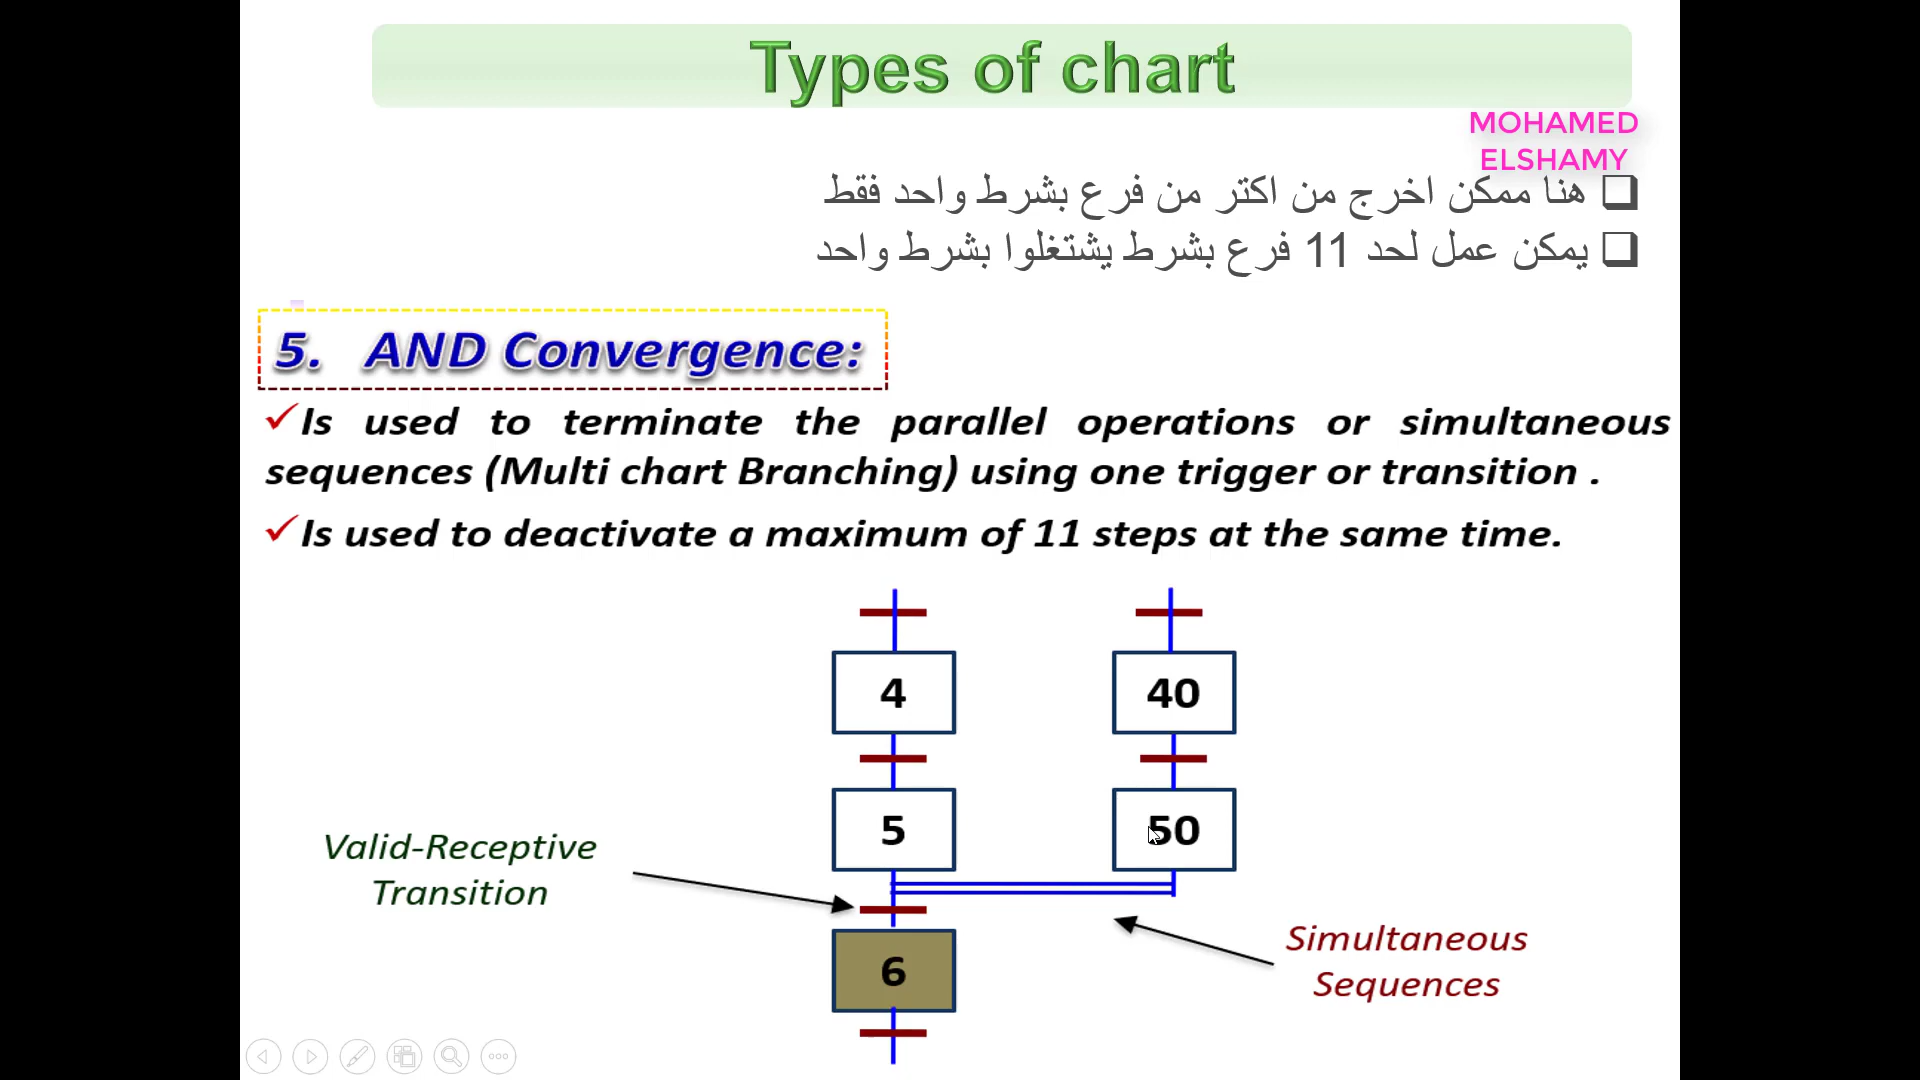 Types of chart
MOHAMED
ELSHAMY
هنا ممكن اخرج من اكتر من فرع بشرط واحد فقط
يمكن عمل لحد 11 فرع بشرط يشتغلوا بشرط واحد
5. AND Convergence:
Is used to terminate the parallel operations or simultaneous
sequences (Multi chart Branching) using one trigger or transition .
Is used to deactivate a maximum of 11 steps at the same time.
4
40
5
50
Valid-Receptive
Transition
6
Simultaneous
Sequences